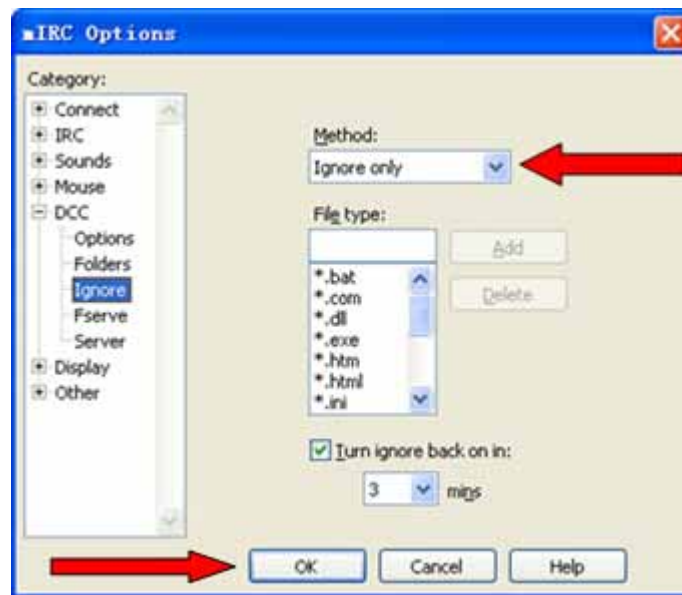 mIRC Options
Category:
Connect
IRC
Sounds
Mouse
DCC
Options
Folders
Ignore
Fserve
Server
Display
Other
Method:
Ignore only
File type:
Add
Delete
*.bat
*.com
*.dll
*.exe
*.htm
*.html
*.ini
Turn ignore back on in:
3 mins
OK Cancel Help